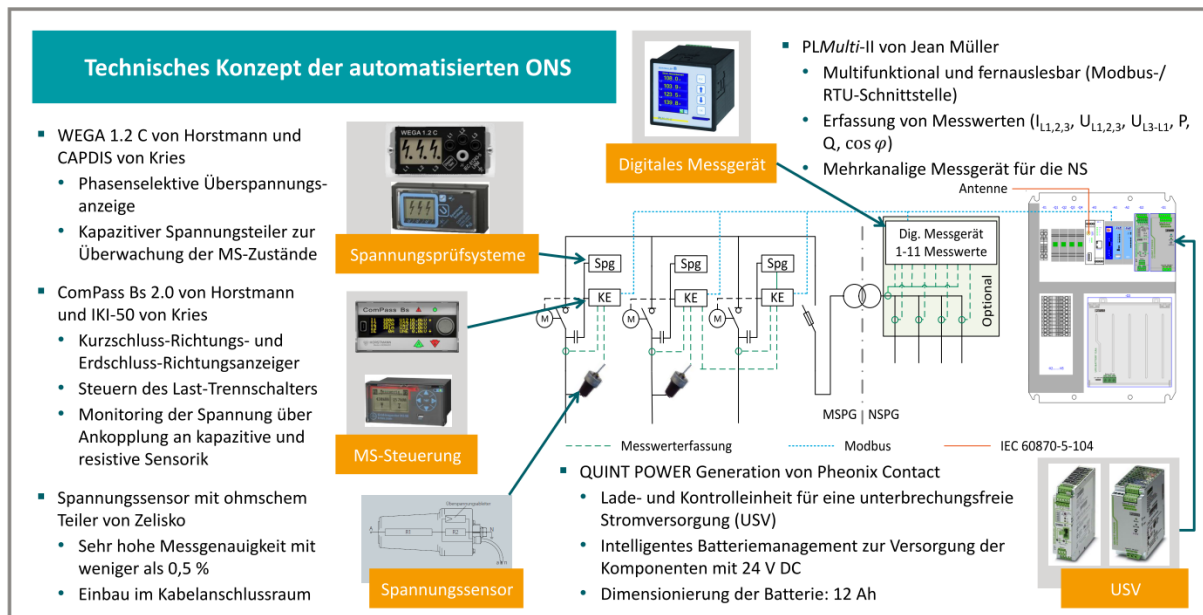 Technisches Konzept der automatisierten ONS
▪ WEGA 1.2 C von Horstmann und
CAPDIS von Kries
• Phasenselektive Überspannungs-
anzeige
• Kapazitiver Spannungsteiler zur
Überwachung der MS-Zustände
▪ ComPass Bs 2.0 von Horstmann
und IKI-50 von Kries
• Kurzschluss-Richtungs- und
Erdschluss-Richtungsanzeiger
• Steuern des Last-Trennschalters
• Monitoring der Spannung über
Ankopplung an kapazitive und
resistive Sensorik
▪ Spannungssensor mit ohmschem
Teiler von Zelisko
• Sehr hohe Messgenauigkeit mit
weniger als 0,5 %
• Einbau im Kabelanschlussraum
WEGA 1.2 C
L1 L2 L3
Spannungsprüfsysteme
ComPass Bs
MS-Steuerung
Spannungssensor
Digitales Messgerät
▪ PLMulti-II von Jean Müller
• Multifunktional und fernauslesbar (Modbus-/
RTU-Schnittstelle)
• Erfassung von Messwerten (I_L1,2,3, U_L1,2,3, U_L3-L1, P,
Q, cos φ)
• Mehrkanalige Messgerät für die NS
Antenne
Spg
Spg
Spg
KE
KE
KE
M
M
M
Dig. Messgerät
1-11 Messwerte
Optional
MSPG
NSPG
Messwerterfassung
Modbus
IEC 60870-5-104
▪ QUINT POWER Generation von Pheonix Contact
• Lade- und Kontrolleinheit für eine unterbrechungsfreie
Stromversorgung (USV)
• Intelligentes Batteriemanagement zur Versorgung der
Komponenten mit 24 V DC
• Dimensionierung der Batterie: 12 Ah
USV